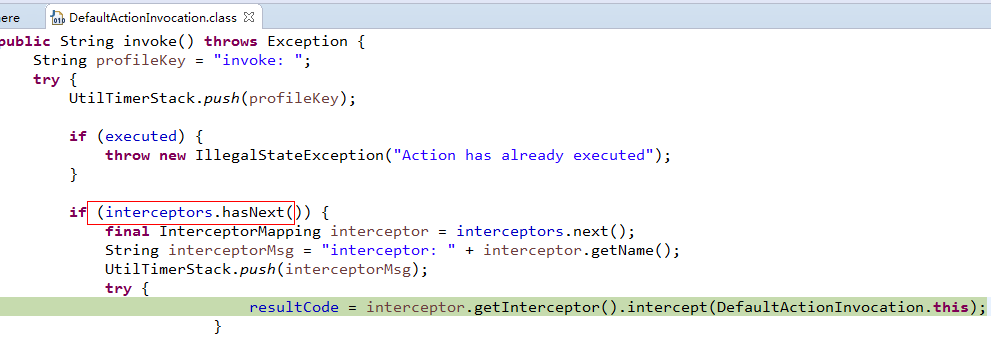 ere DefaultActionInvocation.class
public String invoke() throws Exception {
String profileKey = "invoke: ";
try {
UtilTimerStack.push(profileKey);
if (executed) {
throw new IllegalStateException("Action has already executed");
}
if (interceptors.hasNext()) {
final InterceptorMapping interceptor = interceptors.next();
String interceptorMsg = "interceptor: " + interceptor.getName();
UtilTimerStack.push(interceptorMsg);
try {
resultCode = interceptor.getInterceptor().intercept(DefaultActionInvocation.this);
}